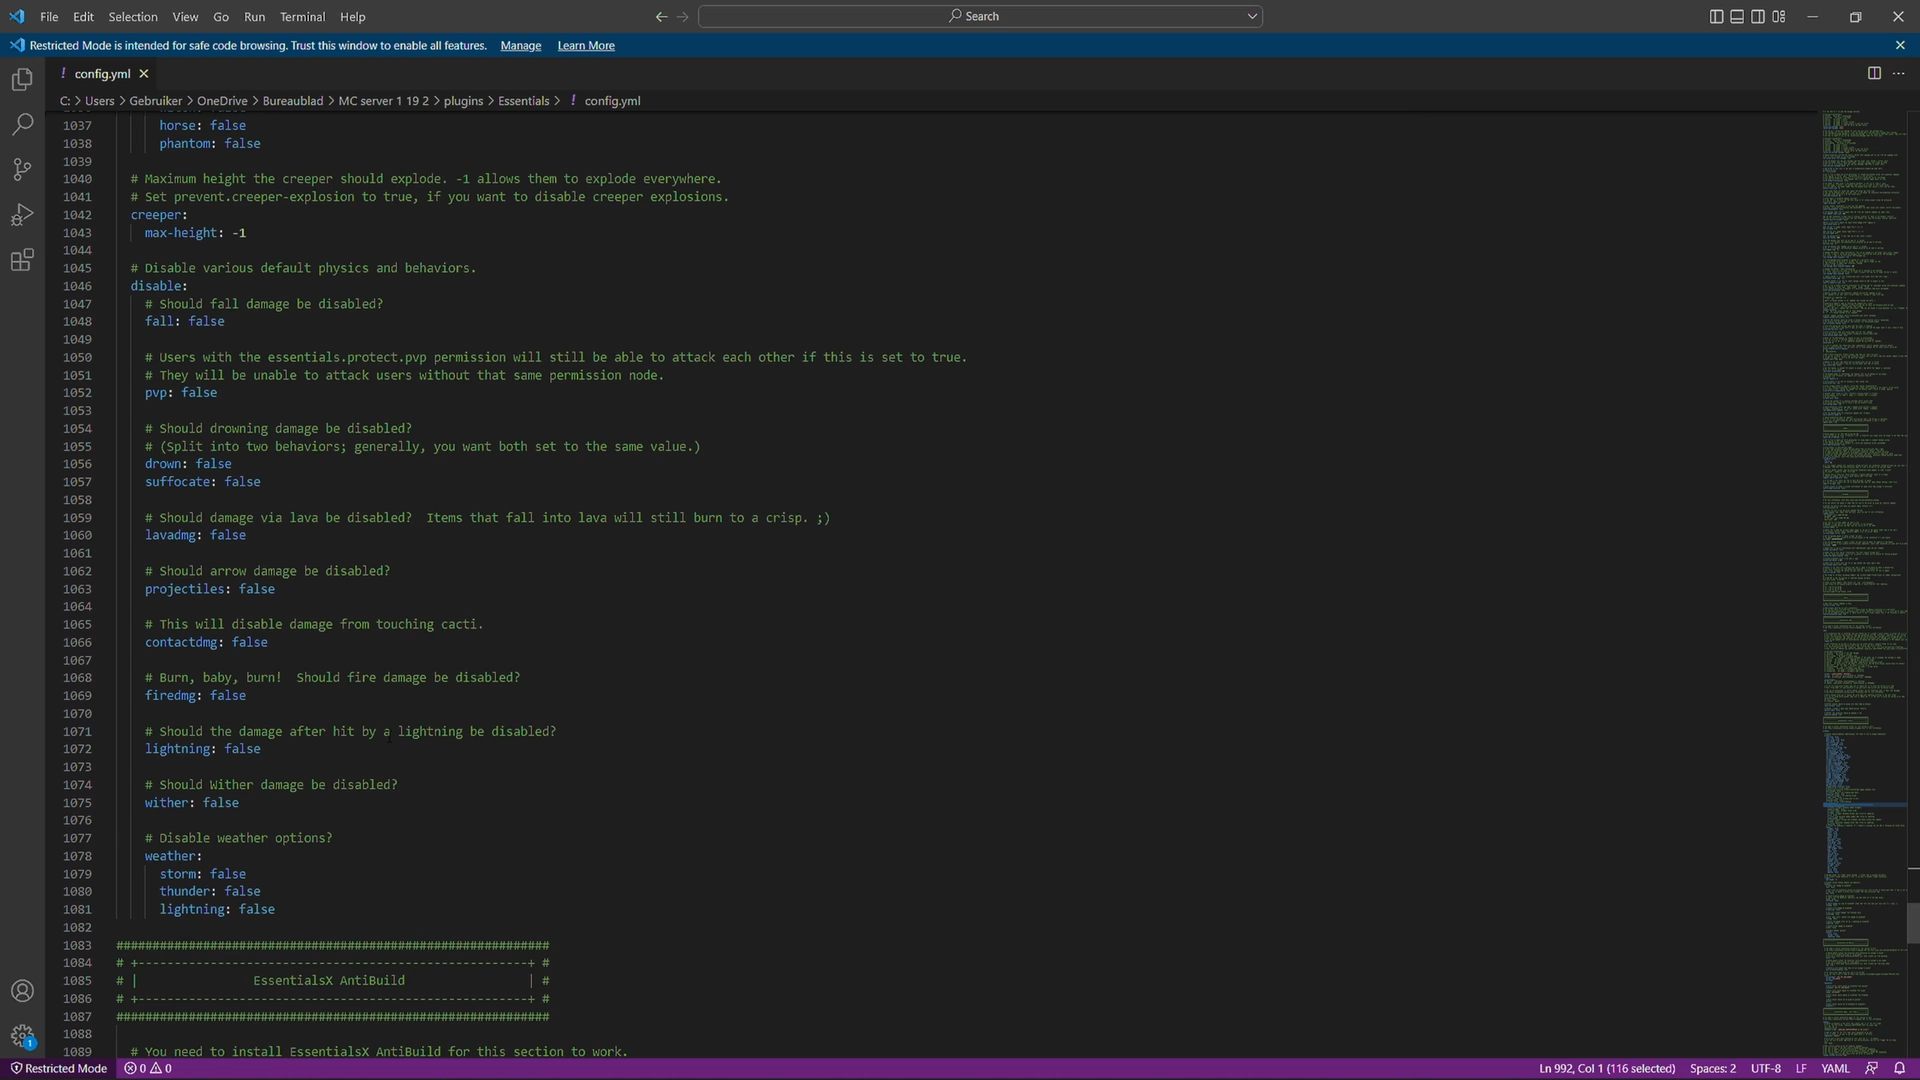 File Edit Selection View Go Run Terminal Help
Search
Restricted Mode is intended for safe code browsing. Trust this window to enable all features. Manage Learn More
! config.yml
C: > Users > Gebruiker > OneDrive > Bureaublad > MC server 1 19 2 > plugins > Essentials > ! config.yml
1037 horse: false
1038 phantom: false
1039
1040 # Maximum height the creeper should explode. -1 allows them to explode everywhere.
1041 # Set prevent.creeper-explosion to true, if you want to disable creeper explosions.
1042 creeper:
1043 max-height: -1
1044
1045 # Disable various default physics and behaviors.
1046 disable:
1047 # Should fall damage be disabled?
1048 fall: false
1049
1050 # Users with the essentials.protect.pvp permission will still be able to attack each other if this is set to true.
1051 # They will be unable to attack users without that same permission node.
1052 pvp: false
1053
1054 # Should drowning damage be disabled?
1055 # (Split into two behaviors; generally, you want both set to the same value.)
1056 drown: false
1057 suffocate: false
1058
1059 # Should damage via lava be disabled?  Items that fall into lava will still burn to a crisp. ;)
1060 lavadmg: false
1061
1062 # Should arrow damage be disabled?
1063 projectiles: false
1064
1065 # This will disable damage from touching cacti.
1066 contactdmg: false
1067
1068 # Burn, baby, burn!  Should fire damage be disabled?
1069 firedmg: false
1070
1071 # Should the damage after hit by a lightning be disabled?
1072 lightning: false
1073
1074 # Should Wither damage be disabled?
1075 wither: false
1076
1077 # Disable weather options?
1078 weather:
1079 storm: false
1080 thunder: false
1081 lightning: false
1082
1083 ############################################################
1084 # +------------------------------------------------------+ #
1085 # | EssentialsX AntiBuild | #
1086 # +------------------------------------------------------+ #
1087 ############################################################
1088
1089 # You need to install EssentialsX AntiBuild for this section to work.
1
Restricted Mode 0 0 Ln 992, Col 1 (116 selected) Spaces: 2 UTF-8 LF YAML